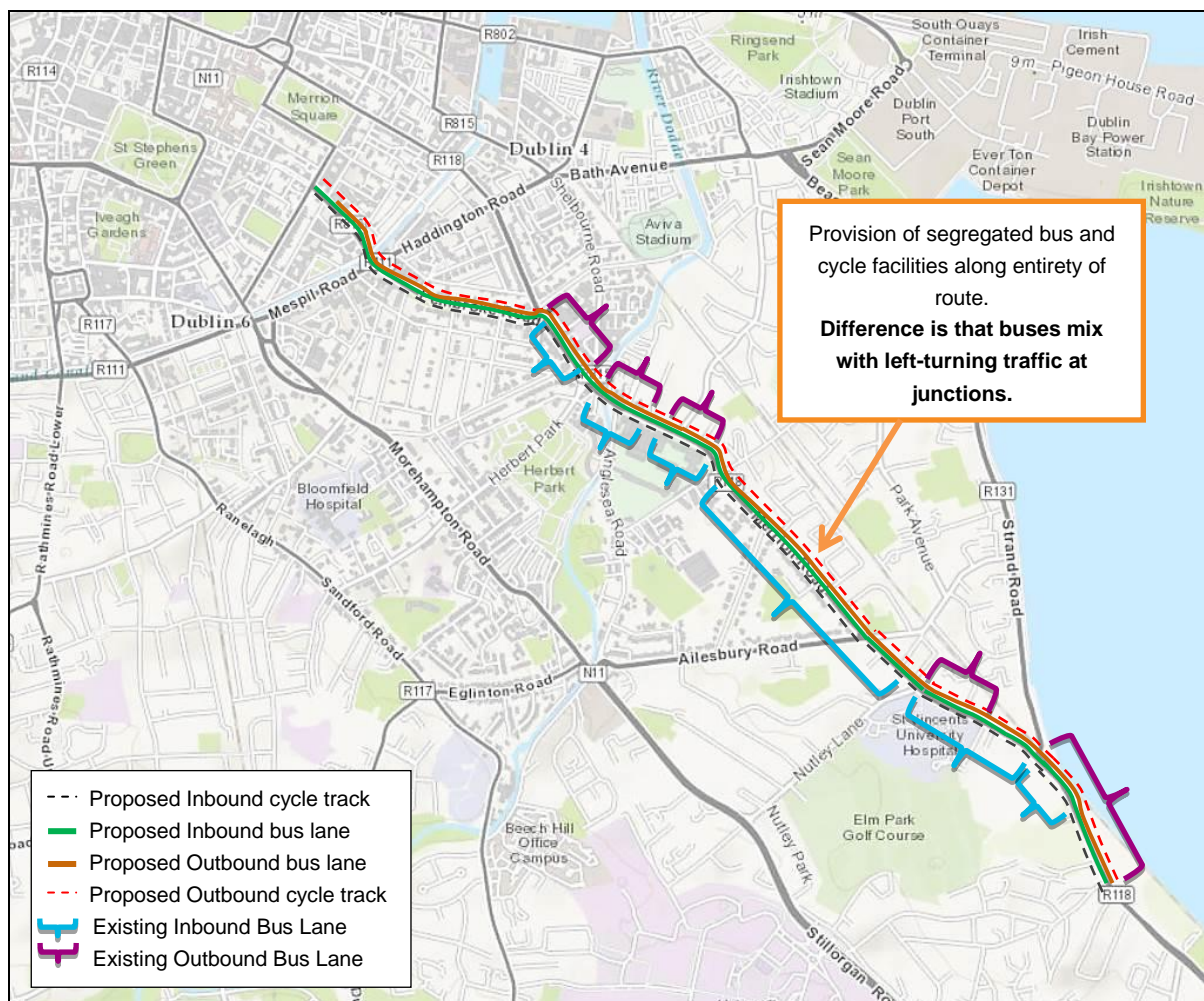 R802
South Quays
Container
Terminal
Irish
Cement
Ringsend
Park
R114
N11
9 m
Pigeon House Road
Irishtown
Stadium
Merrion
Square
River Dodder
Sean Moore Road
Dublin
Port
South
Dublin
Bay Power
Station
R815
Dublin 4
St Stephens
Green
R118
Bath Avenue
Sean
Moore
Park
Ever Ton
Container
Depot
Irishtown
Nature
Reserve
Shelbourne Road
Iveagh
Gardens
Haddington Road
Aviva
Stadium
Mespil Road
Dublin 6
R117
R111
Provision of segregated bus and
cycle facilities along entirety of
route.
Difference is that buses mix
with left-turning traffic at
junctions.
Rathmines Road Lower
Morehampton Road
Herbert Park
Herbert
Park
Anglesea Road
Bloomfield
Hospital
Ranelagh
Park Avenue
R131
Strand Road
Sandford Road
Ailesbury Road
N11
R117
Eglinton Road
St Vincents
University
Hospital
Nutley Lane
Elm Park
Golf Course
Nutley Park
Beech Hill
Office
Campus
R118
Stillorgan Road
Proposed Inbound cycle track
Proposed Inbound bus lane
Proposed Outbound bus lane
Proposed Outbound cycle track
Existing Inbound Bus Lane
Existing Outbound Bus Lane